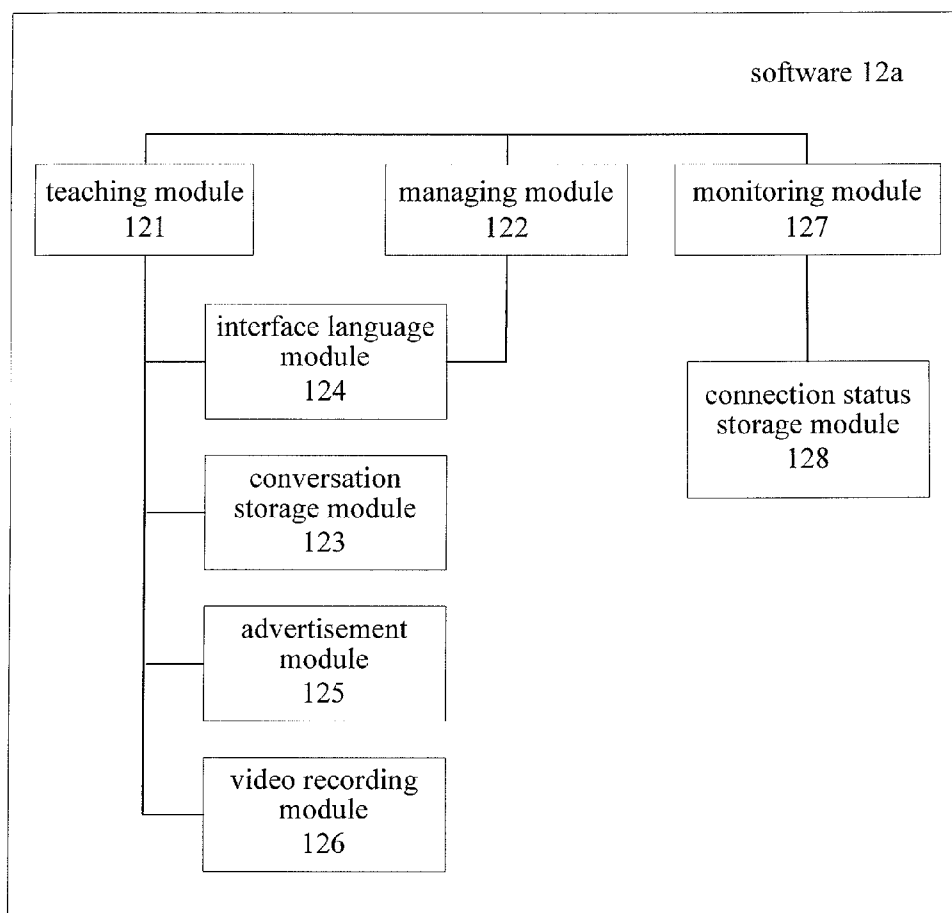 software 12a
teaching module
121
managing module
122
monitoring module
127
interface language
module
124
connection status
storage module
128
conversation
storage module
123
advertisement
module
125
video recording
module
126